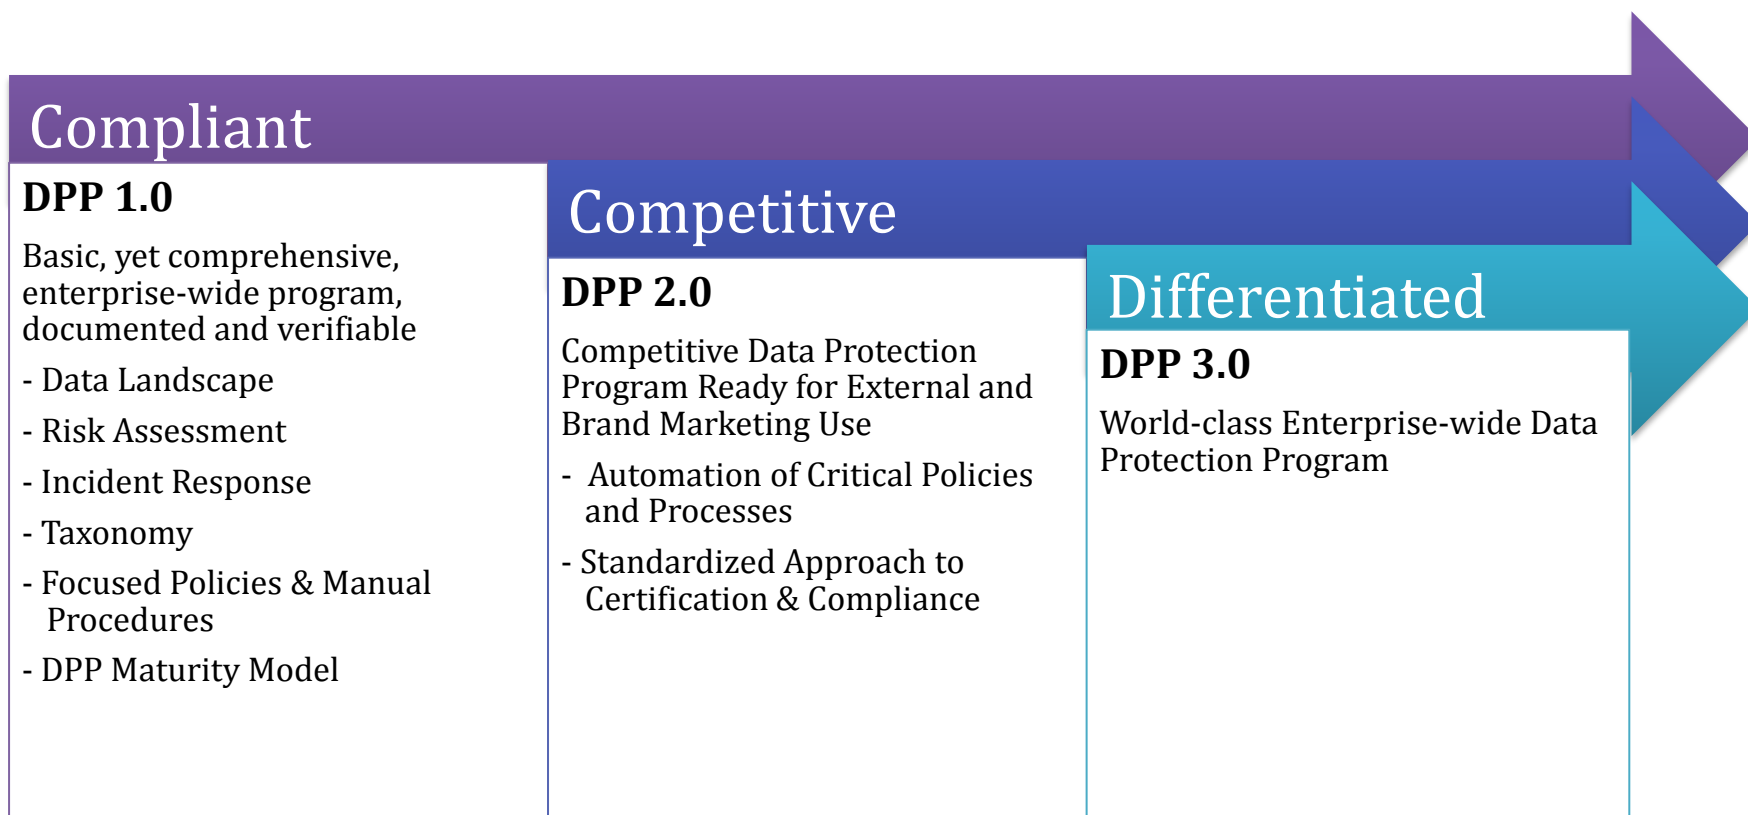 Compliant
DPP 1.0
Basic, yet comprehensive,
enterprise-wide program,
documented and verifiable
- Data Landscape
- Risk Assessment
- Incident Response
- Taxonomy
- Focused Policies & Manual
Procedures
- DPP Maturity Model
Competitive
DPP 2.0
Competitive Data Protection
Program Ready for External and
Brand Marketing Use
- Automation of Critical Policies
and Processes
- Standardized Approach to
Certification & Compliance
Differentiated
DPP 3.0
World-class Enterprise-wide Data
Protection Program